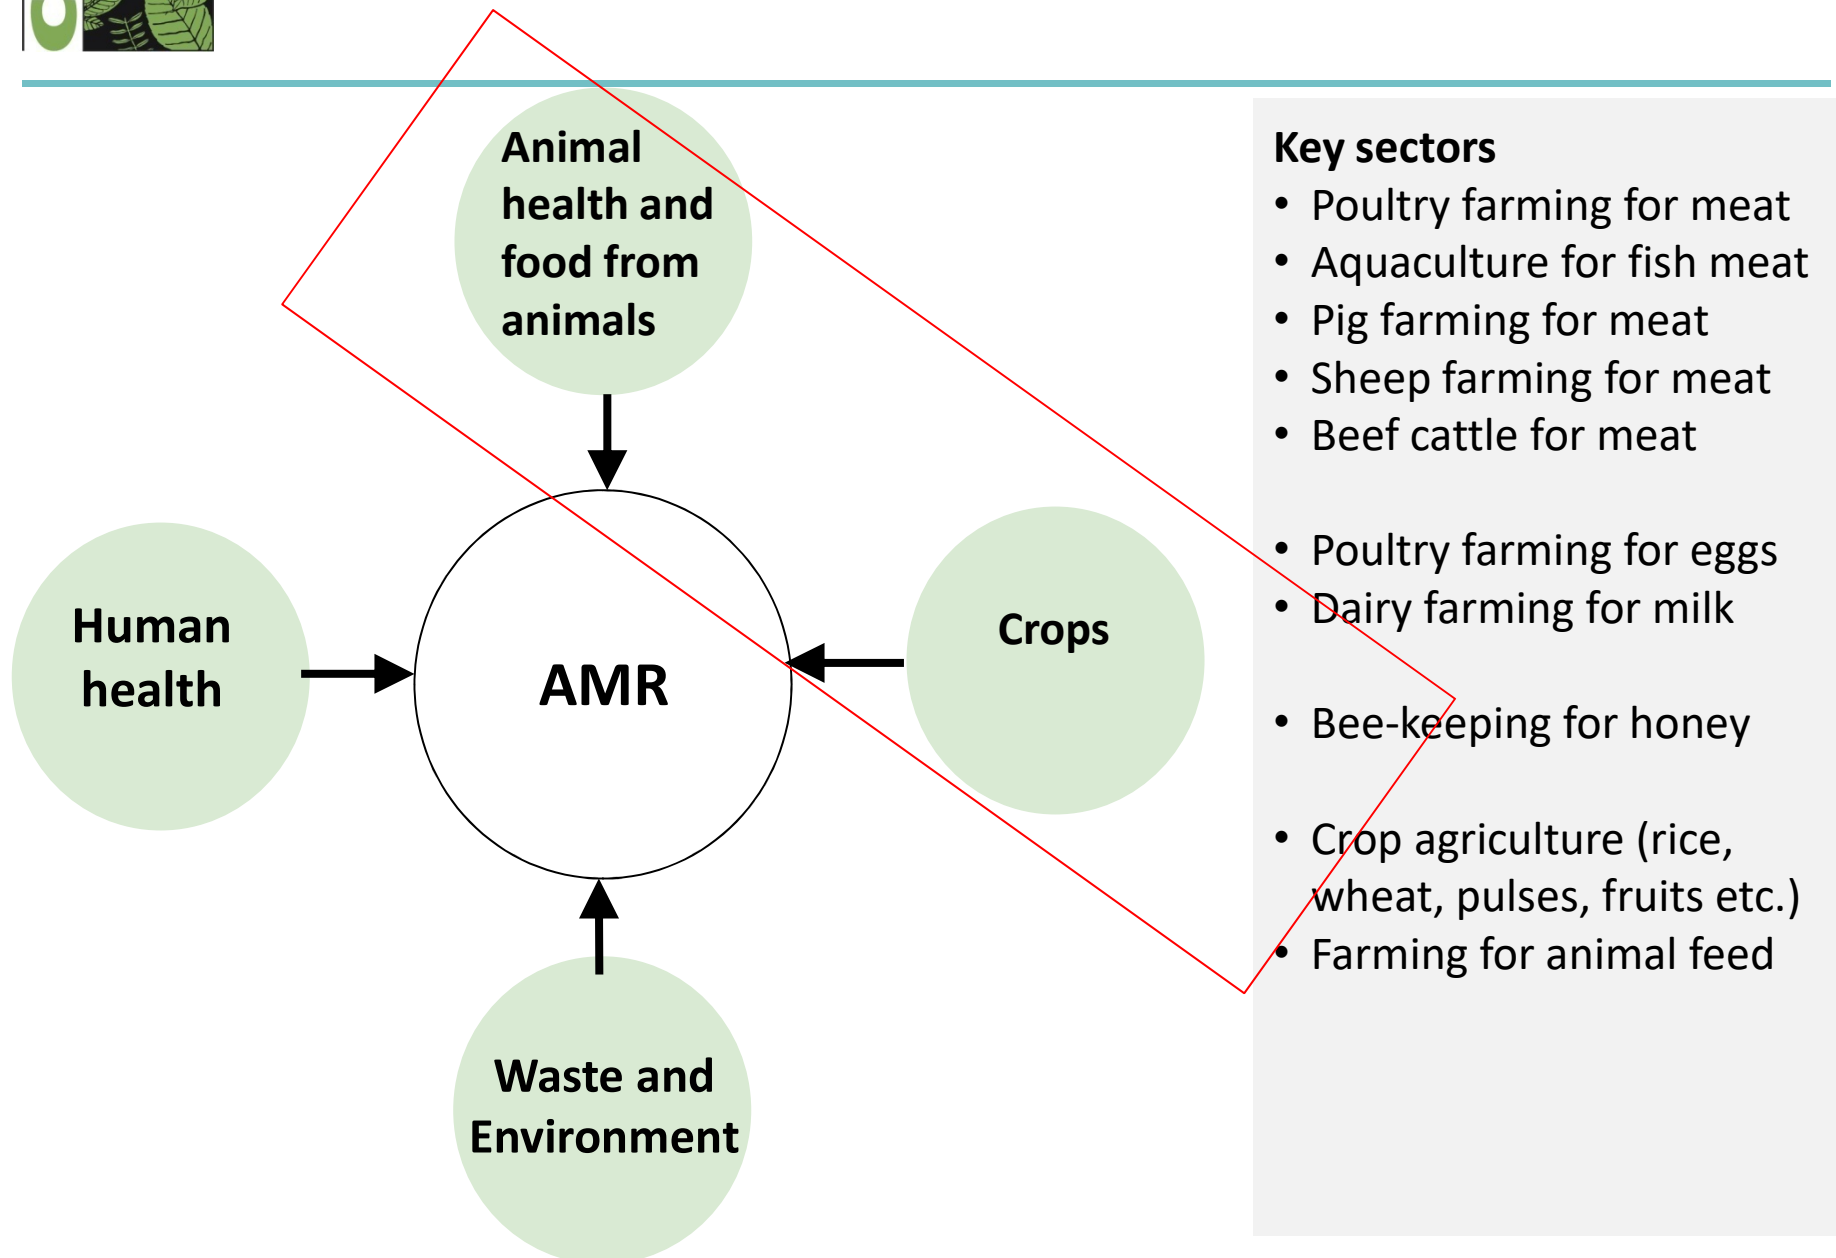 Animal
health and
food from
animals
Human
health
AMR
Crops
Waste and
Environment
Key sectors
• Poultry farming for meat
• Aquaculture for fish meat
• Pig farming for meat
• Sheep farming for meat
• Beef cattle for meat
• Poultry farming for eggs
• Dairy farming for milk
• Bee-keeping for honey
• Crop agriculture (rice,
wheat, pulses, fruits etc.)
• Farming for animal feed